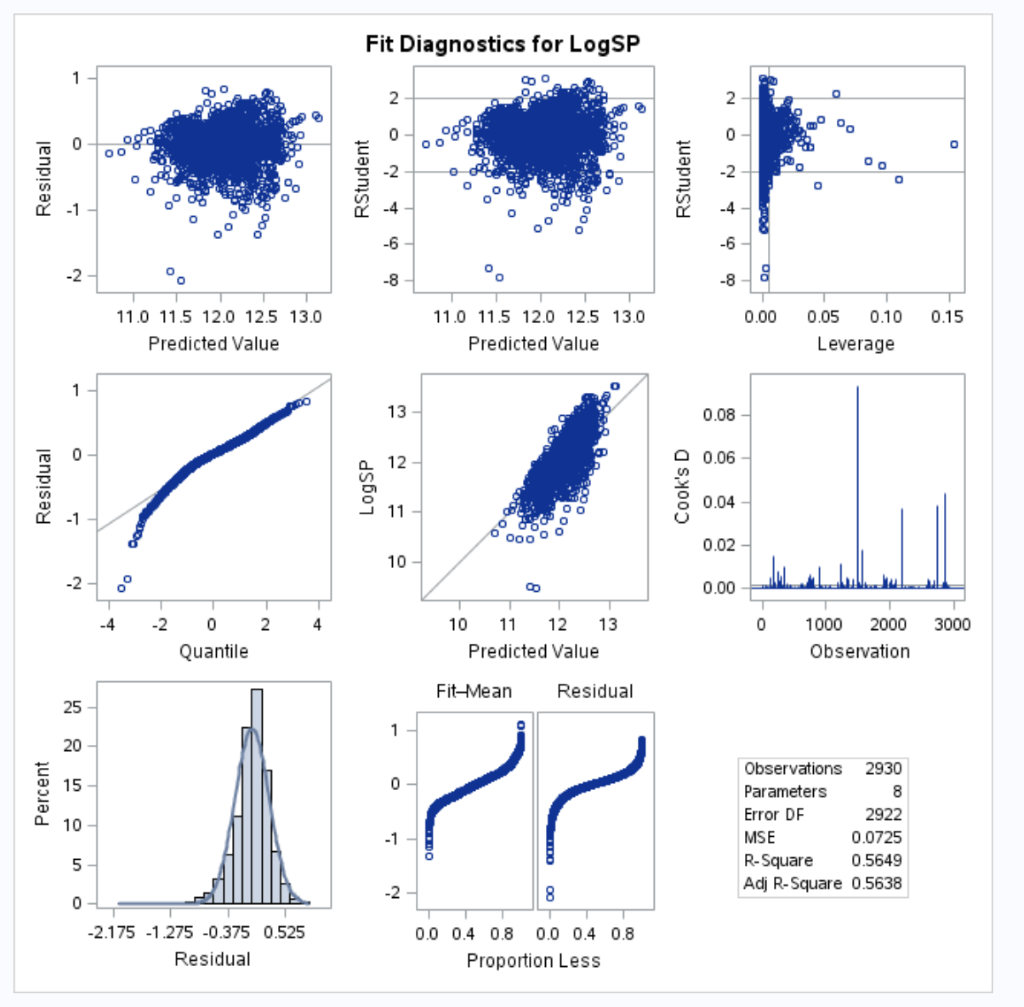 Fit Diagnostics for LogSP
1
0
-1
-2
Residual
11.0 11.5 12.0 12.5 13.0
Predicted Value
2
0
-2
-4
-6
-8
RStudent
11.0 11.5 12.0 12.5 13.0
Predicted Value
2
0
-2
-4
-6
-8
RStudent
0.00 0.05 0.10 0.15
Leverage
1
0
-1
-2
Residual
-4 -2 0 2 4
Quantile
13
12
11
10
LogSP
10 11 12 13
Predicted Value
0.08
0.06
0.04
0.02
0.00
Cook's D
0 1000 2000 3000
Observation
25
20
15
10
5
0
Percent
-2.175 -1.275 -0.375 0.525
Residual
Fit–Mean Residual
1
0
-1
-2
0.0 0.4 0.8 0.0 0.4 0.8
Proportion Less
Observations 2930
Parameters 8
Error DF 2922
MSE 0.0725
R-Square 0.5649
Adj R-Square 0.5638